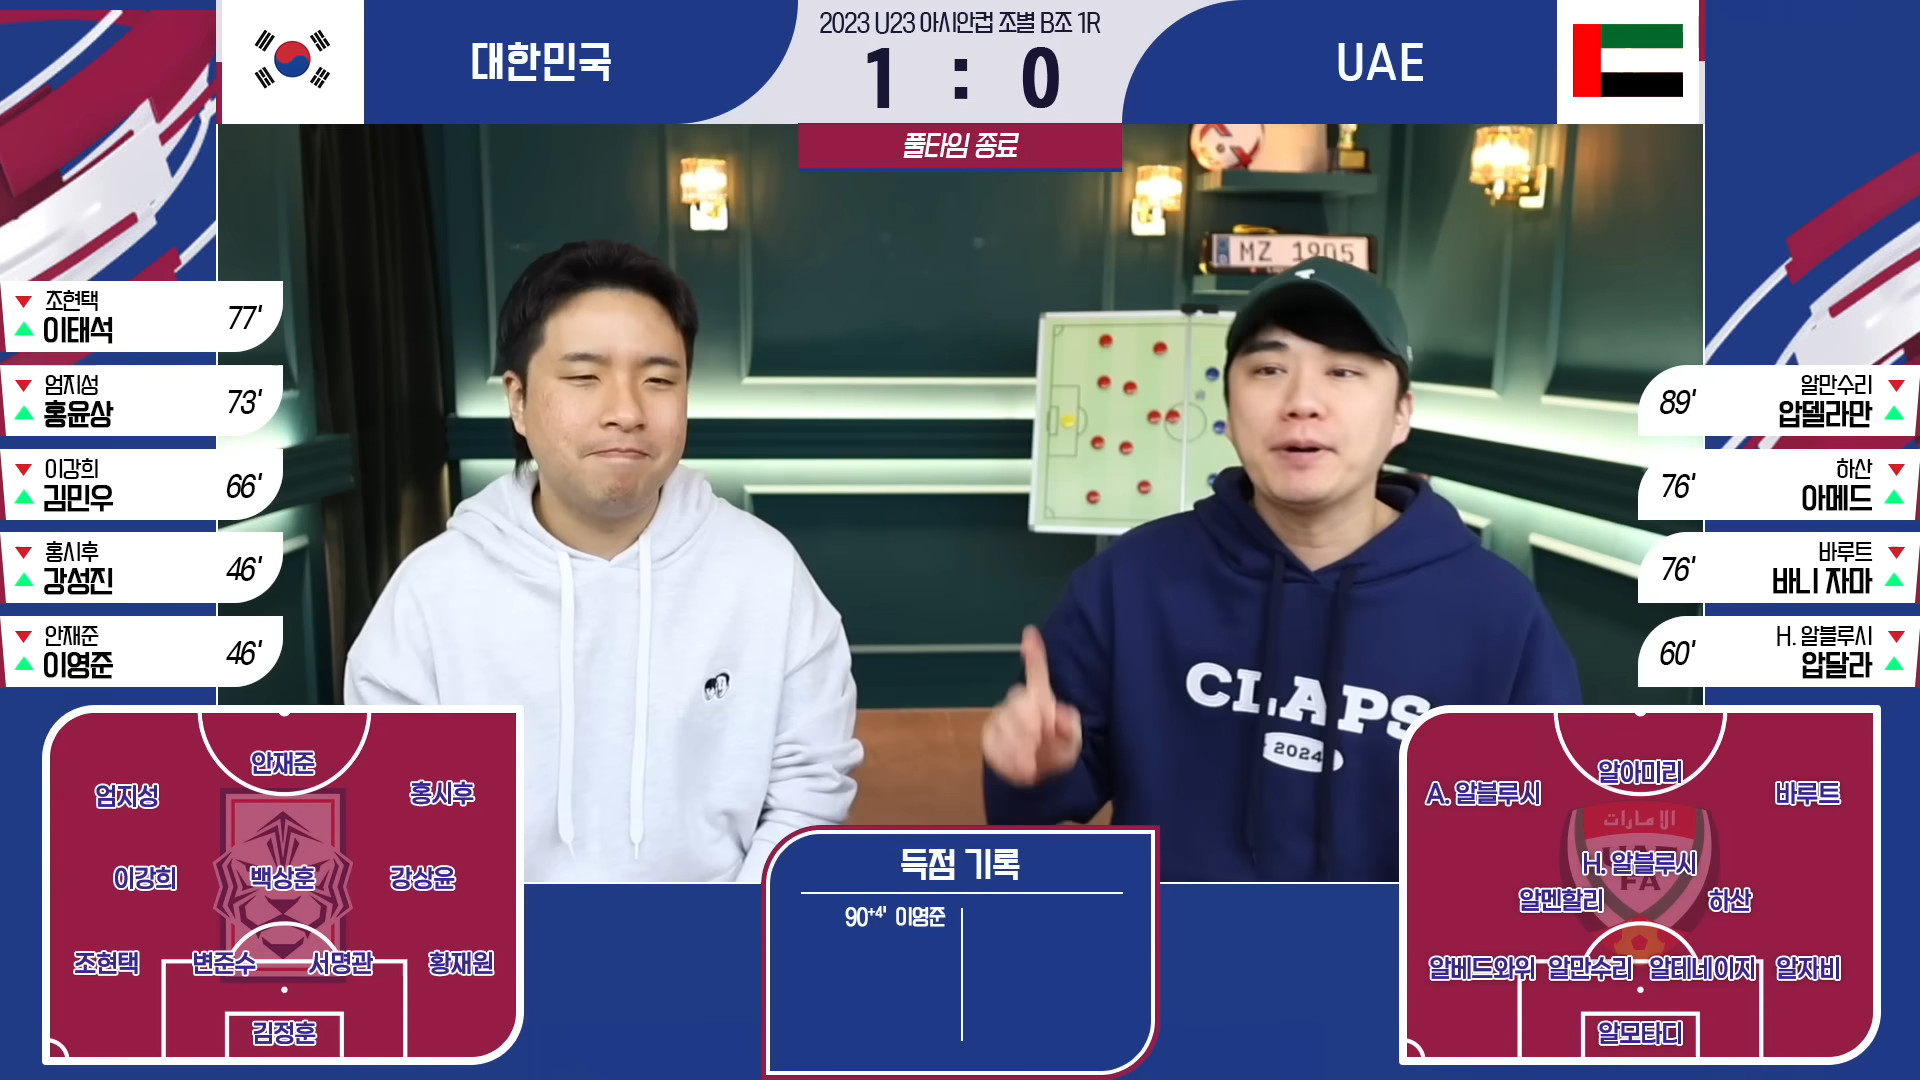 2023 U23 아시안컵 조별 B조 1R
대한민국
1 : 0
UAE
풀타임 종료
MZ 1905
조현택
이태석
77'
엄지성
홍윤상
73'
이강희
김민우
66'
홍시후
강성진
46'
안재준
이영준
46'
89'
알만수리
압델라만
76'
하산
아메드
76'
바루트
바니 자마
60'
H. 알블루시
압달라
CLAPS
2024
안재준
엄지성
홍시후
이강희
백상훈
강상윤
조현택
변준수
서명관
황재원
김정훈
득점 기록
90+4' 이영준
알아미리
A. 알블루시
바루트
الإمارات
H. 알블루시
FA
알멘할리
하산
알베드와위
알만수리
알테네이지
알자비
알모타디